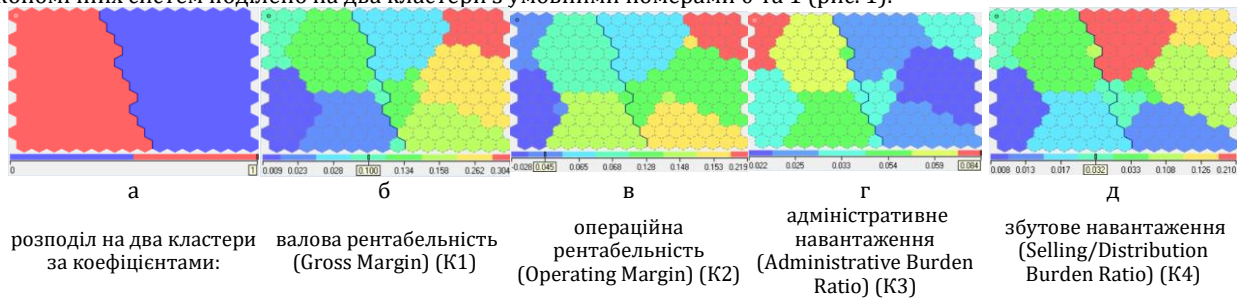 кономічних систем поділено на два кластери з умовними номерами 0 та 1 (рис. 1).
0 1
0.009 0.023 0.028 0.100 0.134 0.158 0.262 0.304
-0.028 0.045 0.065 0.068 0.128 0.148 0.153 0.219
0.022 0.025 0.033 0.054 0.059 0.084
0.008 0.013 0.017 0.032 0.033 0.108 0.126 0.210
а б в г д
розподіл на два кластери
за коефіцієнтами:
валова рентабельність
(Gross Margin) (К1)
операційна
рентабельність
(Operating Margin) (К2)
адміністративне
навантаження
(Administrative Burden
Ratio) (К3)
збутове навантаження
(Selling/Distribution
Burden Ratio) (К4)